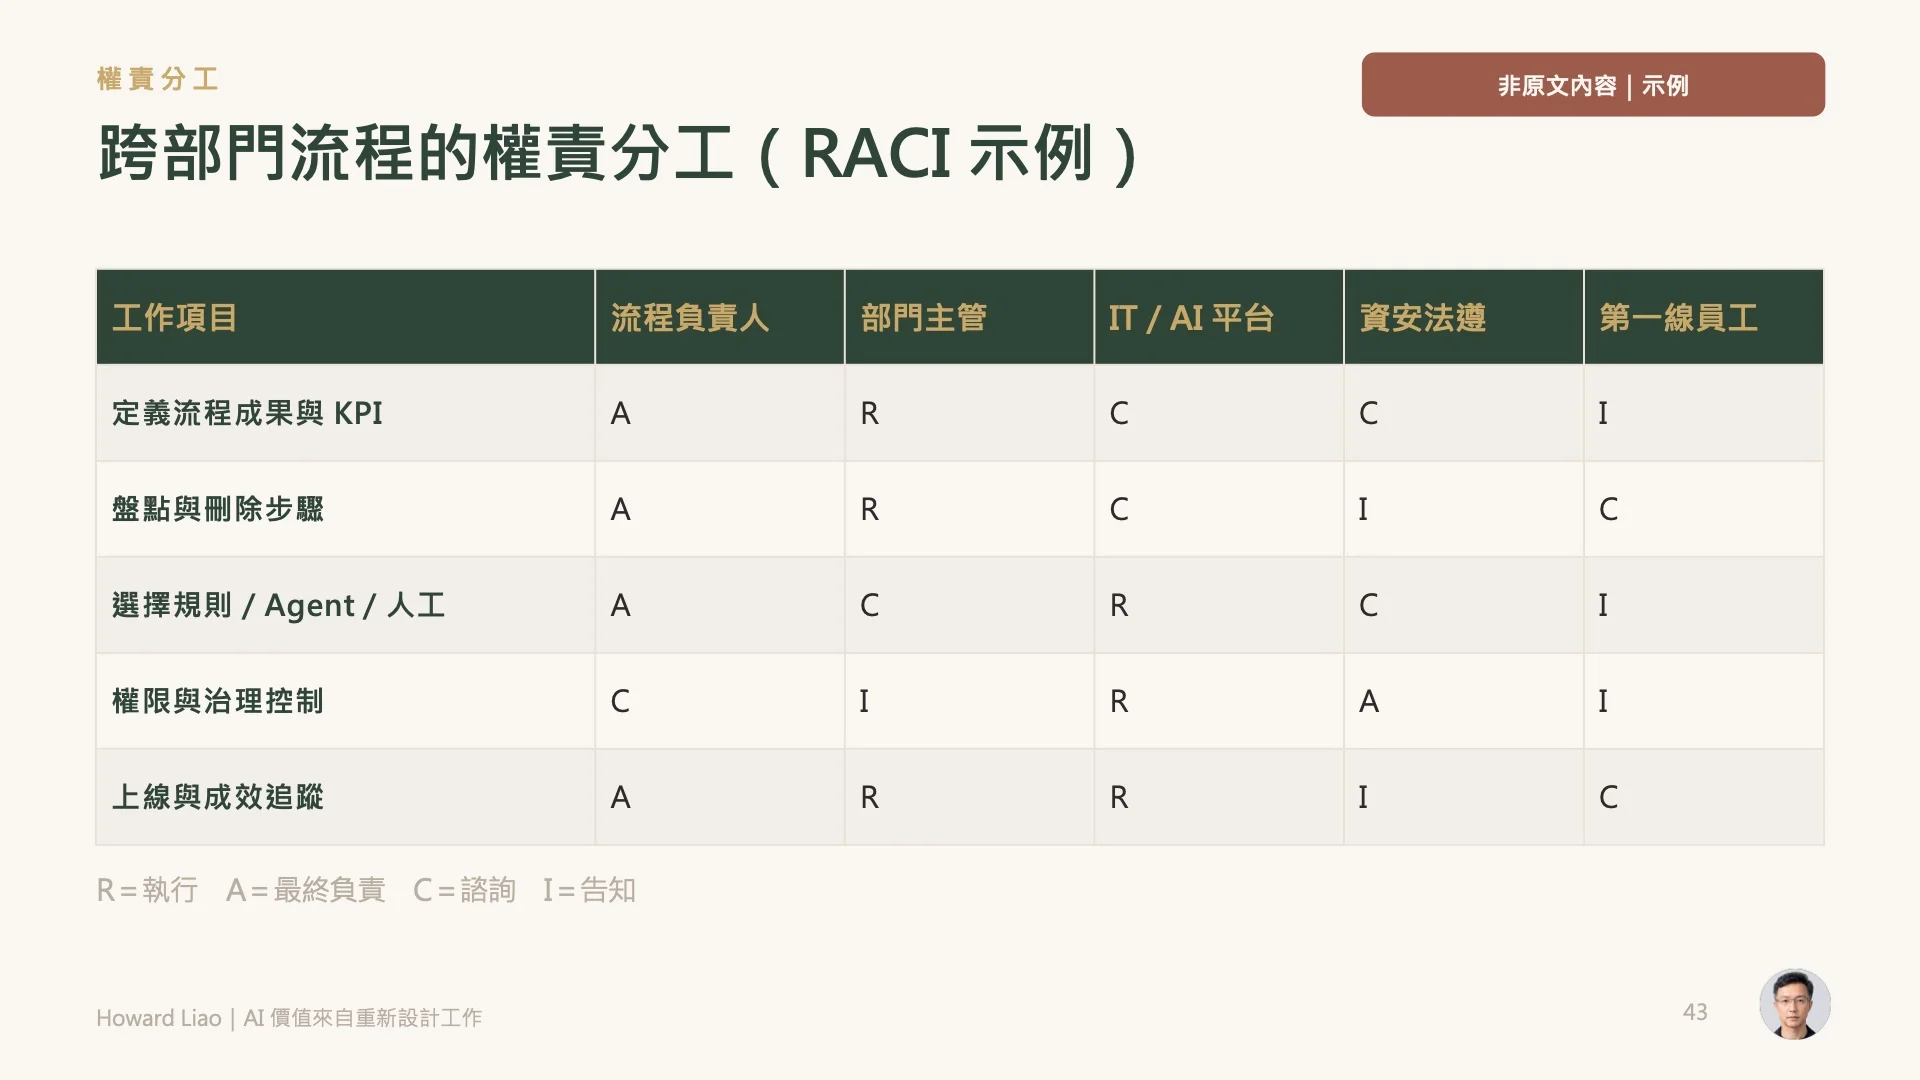 權責分工
非原文內容｜示例
跨部門流程的權責分工（RACI 示例）
工作項目 流程負責人 部門主管 IT / AI 平台 資安法遵 第一線員工
定義流程成果與 KPI A R C C I
盤點與刪除步驟 A R C I C
選擇規則 / Agent / 人工 A C R C I
權限與治理控制 C I R A I
上線與成效追蹤 A R R I C
R＝執行 A＝最終負責 C＝諮詢 I＝告知
Howard Liao｜AI 價值來自重新設計工作
43